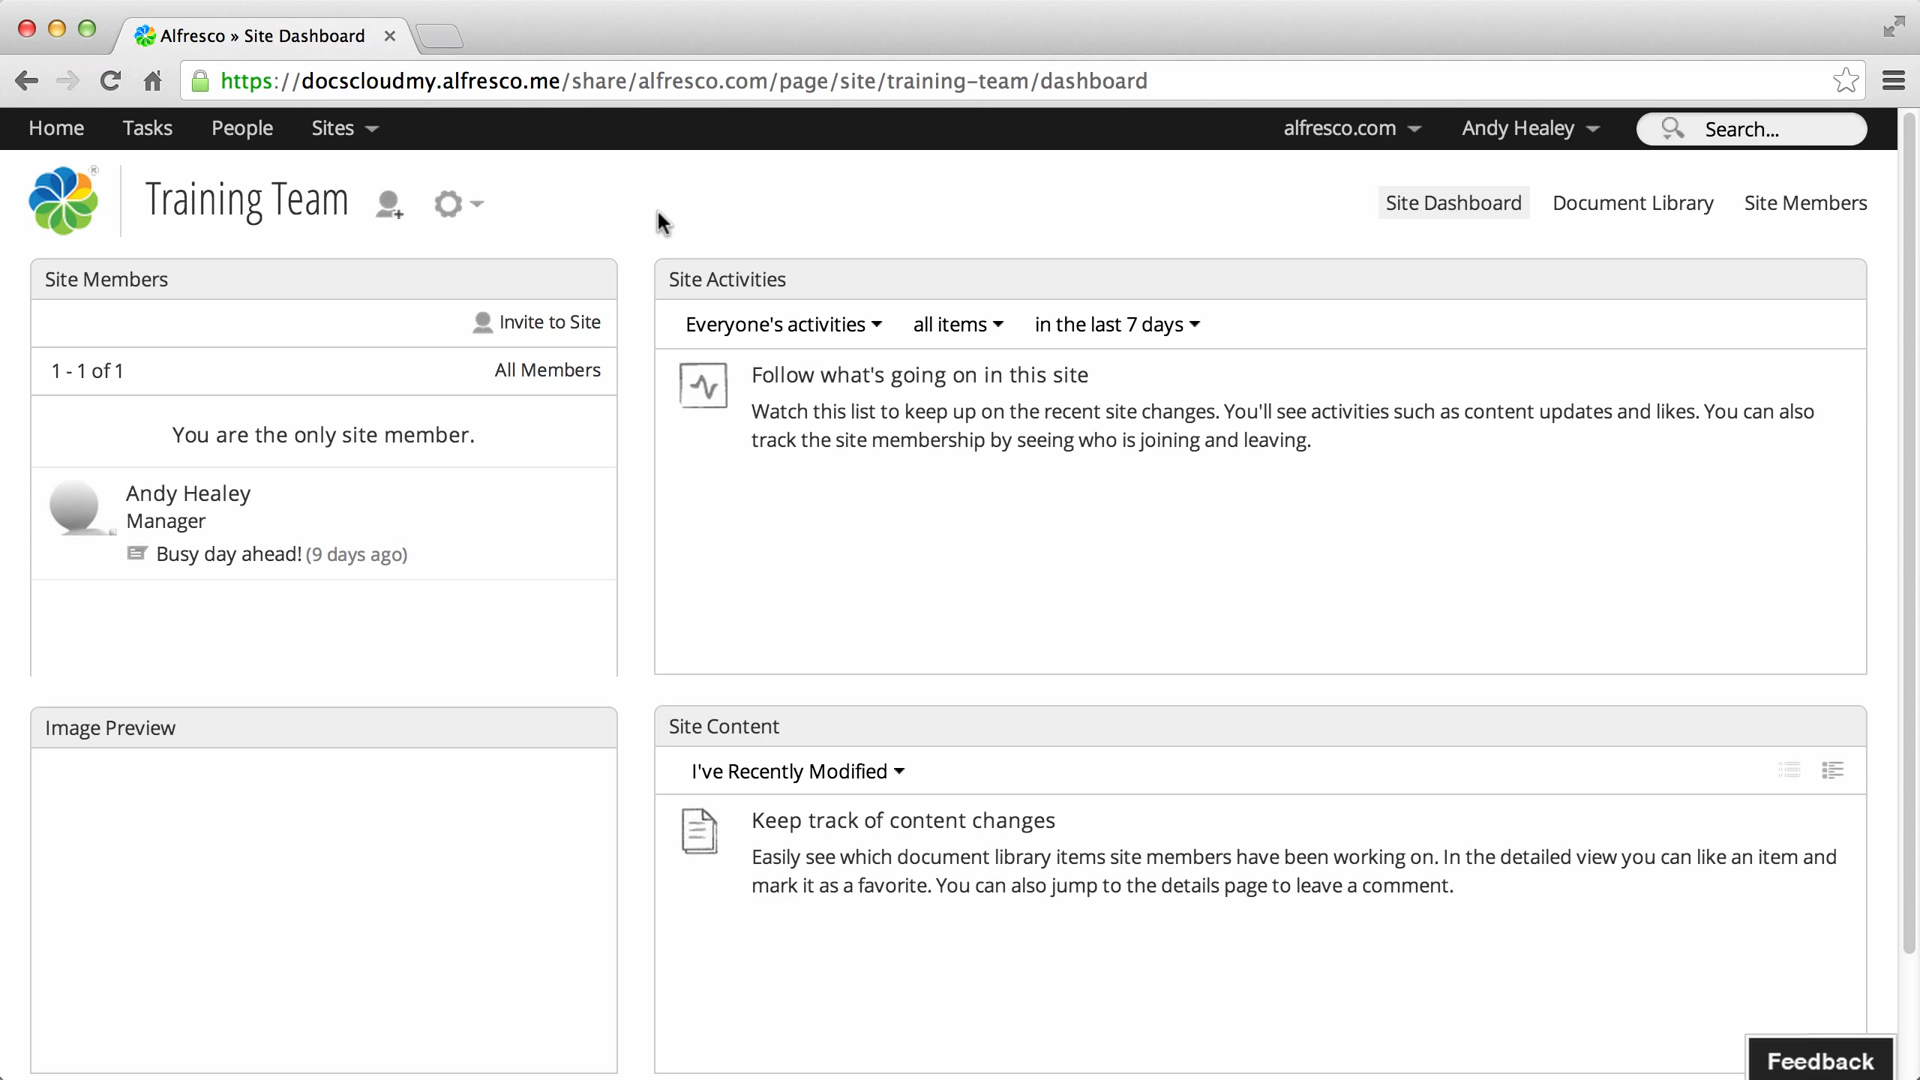 Alfresco » Site Dashboard
https://docscloudmy.alfresco.me/share/alfresco.com/page/site/training-team/dashboard
Home Tasks People Sites alfresco.com Andy Healey Search...
Training Team Site Dashboard Document Library Site Members
Site Members
Invite to Site
1 - 1 of 1 All Members
You are the only site member.
Andy Healey
Manager
Busy day ahead! (9 days ago)
Site Activities
Everyone's activities all items in the last 7 days
Follow what's going on in this site
Watch this list to keep up on the recent site changes. You'll see activities such as content updates and likes. You can also
track the site membership by seeing who is joining and leaving.
Image Preview
Site Content
I've Recently Modified
Keep track of content changes
Easily see which document library items site members have been working on. In the detailed view you can like an item and
mark it as a favorite. You can also jump to the details page to leave a comment.
Feedback